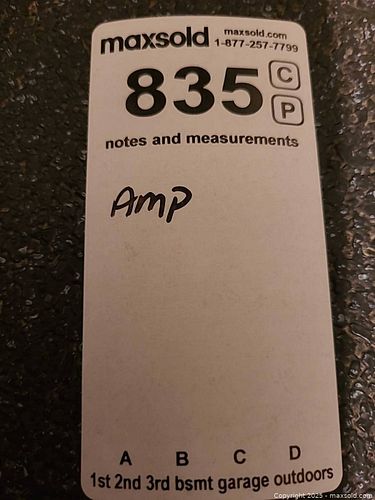 maxsold maxsold.com
1-877-257-7799
835 C
P
notes and measurements
Amp
A B C D
1st 2nd 3rd bsmt garage outdoors
Copyright © 2025 - maxsold.com